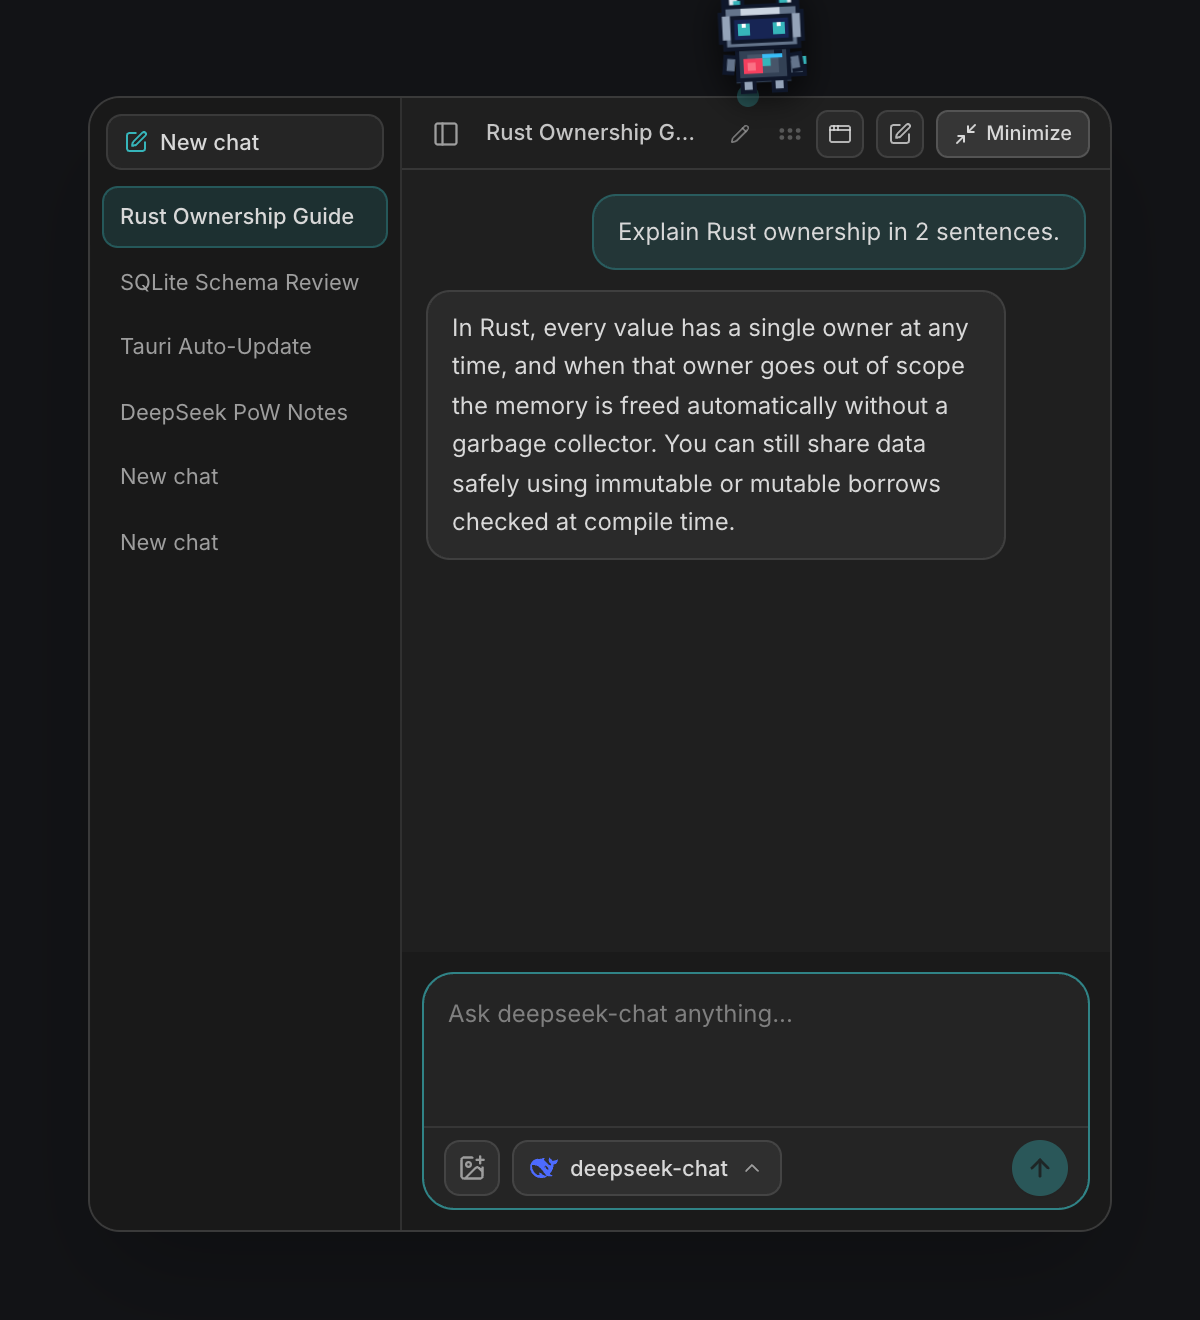 New chat
Rust Ownership Guide
SQLite Schema Review
Tauri Auto-Update
DeepSeek PoW Notes
New chat
New chat
Rust Ownership G...
Minimize
Explain Rust ownership in 2 sentences.
In Rust, every value has a single owner at any
time, and when that owner goes out of scope
the memory is freed automatically without a
garbage collector. You can still share data
safely using immutable or mutable borrows
checked at compile time.
Ask deepseek-chat anything...
deepseek-chat